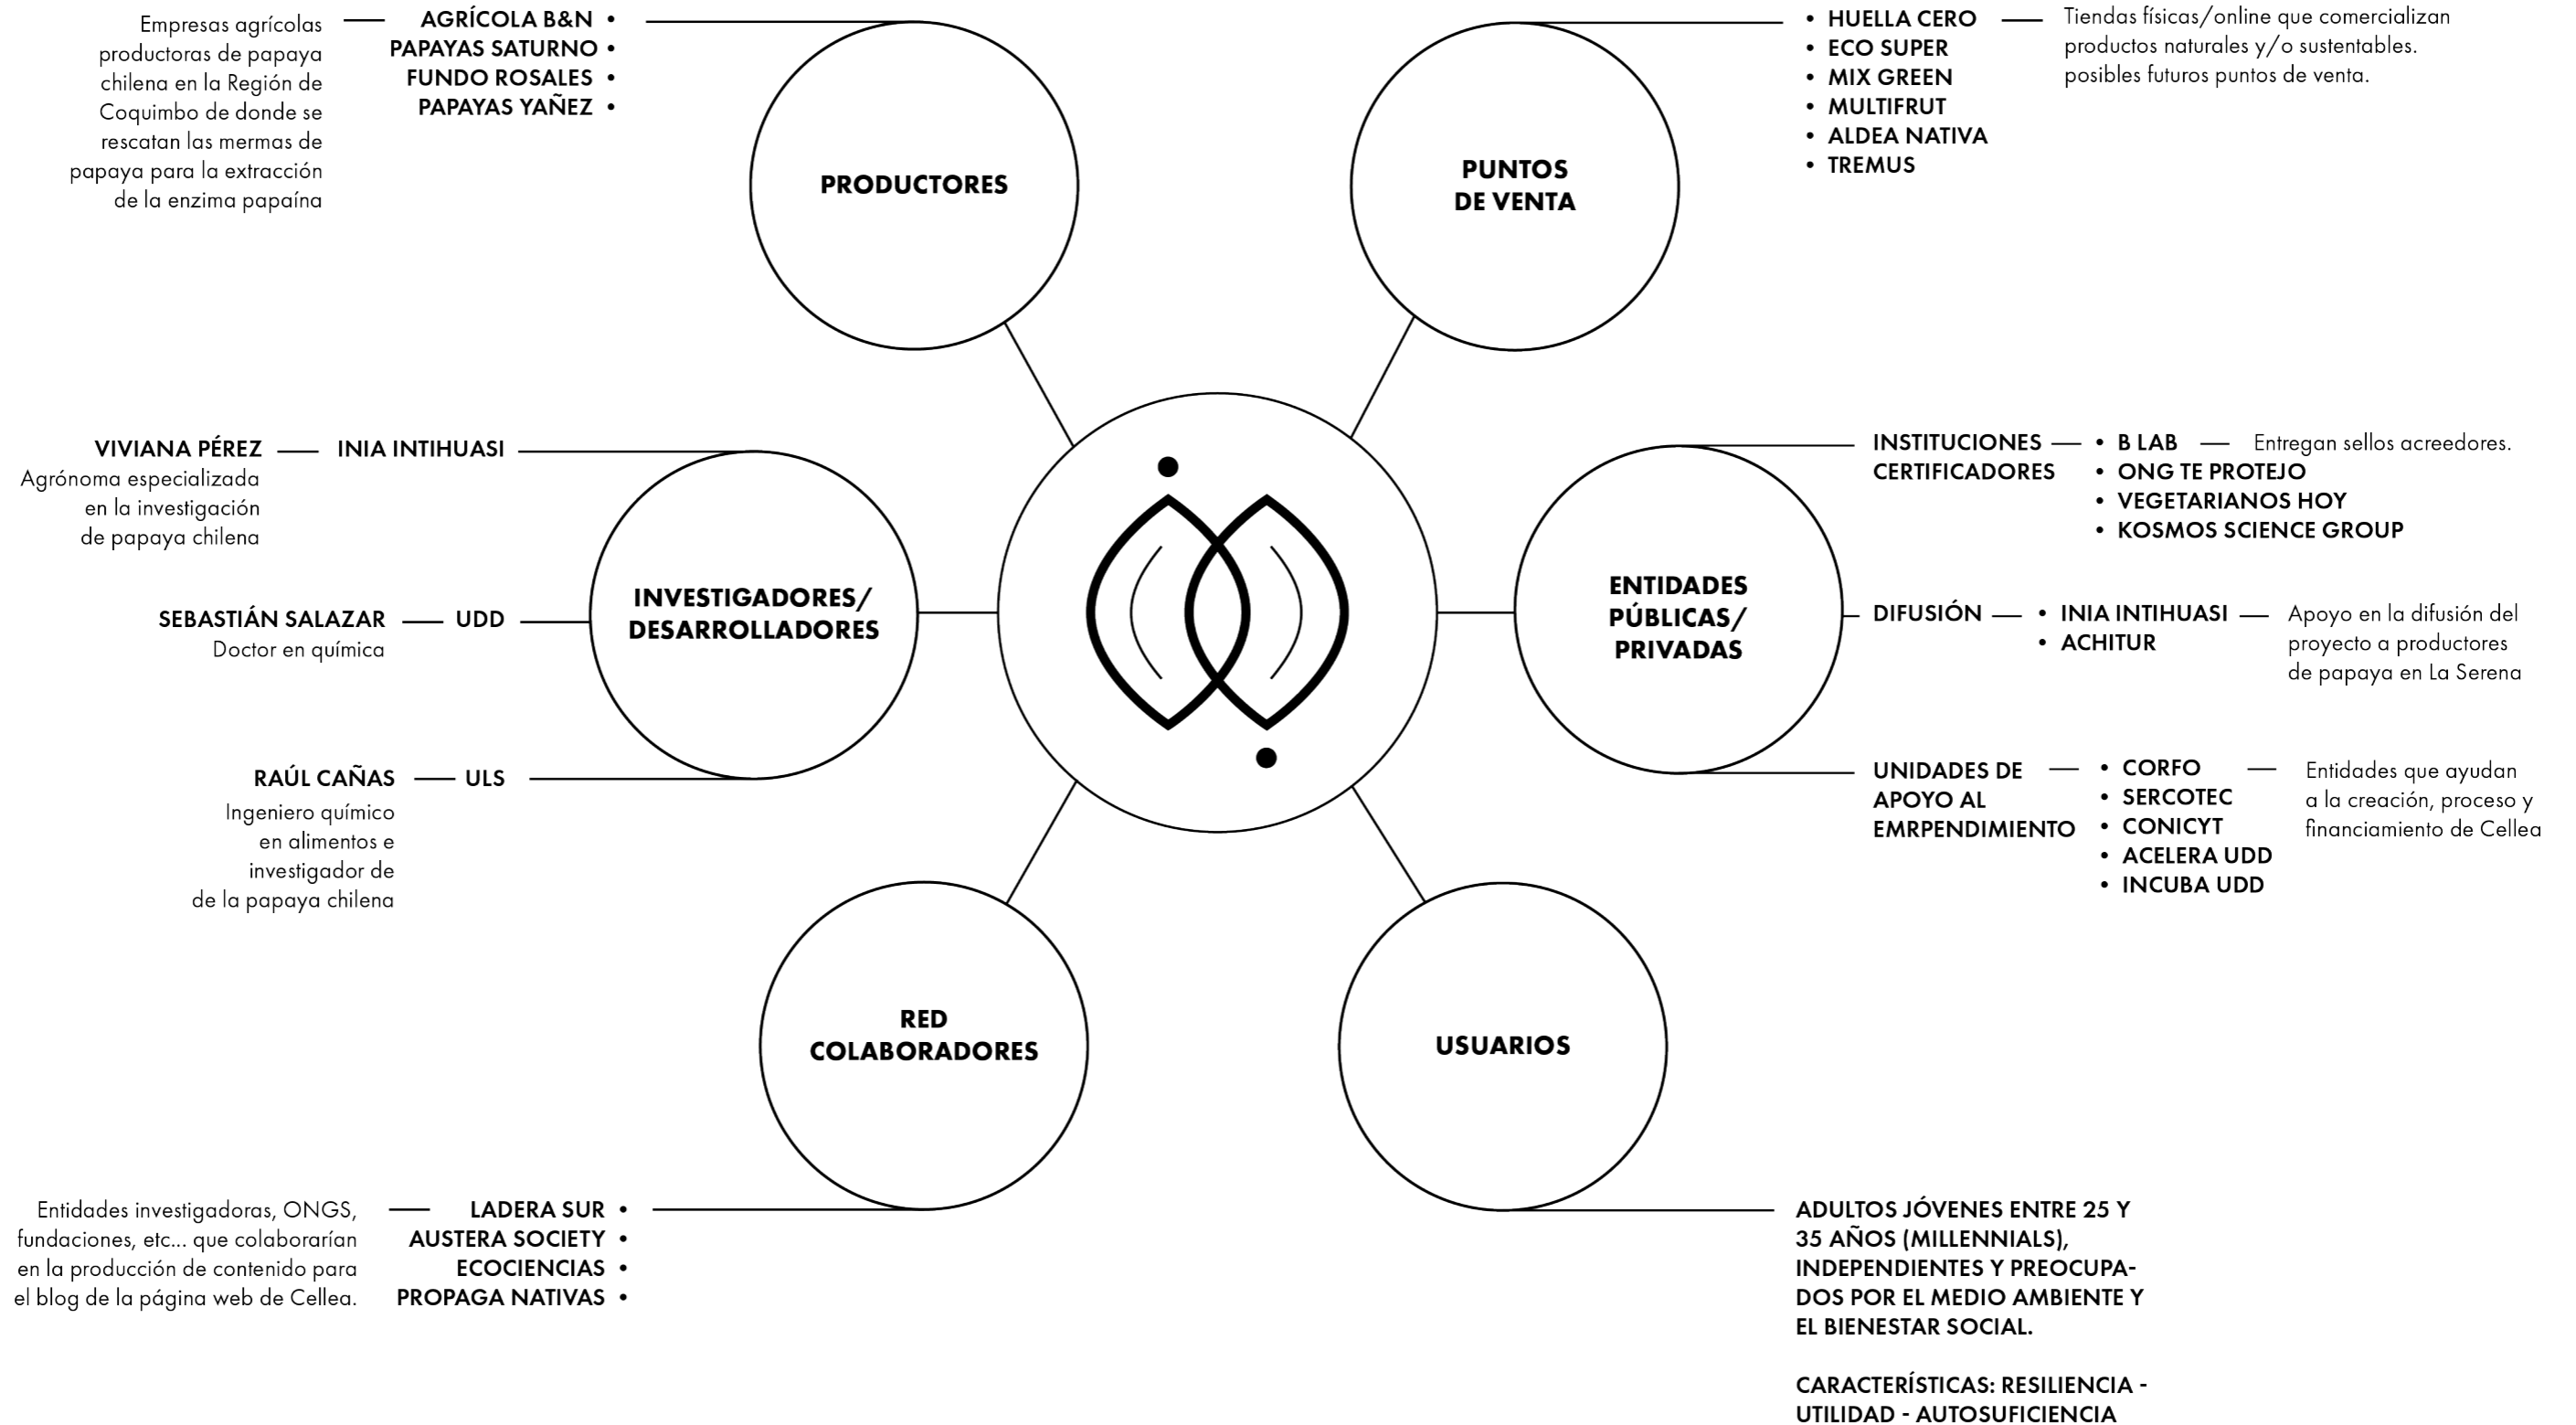 Empresas agrícolas
productoras de papaya
chilena en la Región de
Coquimbo de donde se
rescatan las mermas de
papaya para la extracción
de la enzima papaína
AGRÍCOLA B&N •
PAPAYAS SATURNO •
FUNDO ROSALES •
PAPAYAS YAÑEZ •
PRODUCTORES
PUNTOS
DE VENTA
• HUELLA CERO
• ECO SUPER
• MIX GREEN
• MULTIFRUT
• ALDEA NATIVA
• TREMUS
Tiendas físicas/online que comercializan
productos naturales y/o sustentables.
posibles futuros puntos de venta.
VIVIANA PÉREZ
Agrónoma especializada
en la investigación
de papaya chilena
INIA INTIHUASI
SEBASTIÁN SALAZAR
Doctor en química
UDD
RAÚL CAÑAS
Ingeniero químico
en alimentos e
investigador de
de la papaya chilena
ULS
INVESTIGADORES/
DESARROLLADORES
ENTIDADES
PÚBLICAS/
PRIVADAS
INSTITUCIONES
CERTIFICADORES
• B LAB
• ONG TE PROTEJO
• VEGETARIANOS HOY
• KOSMOS SCIENCE GROUP
Entregan sellos acreedores.
DIFUSIÓN
• INIA INTIHUASI
• ACHITUR
Apoyo en la difusión del
proyecto a productores
de papaya en La Serena
UNIDADES DE
APOYO AL
EMRPENDIMIENTO
• CORFO
• SERCOTEC
• CONICYT
• ACELERA UDD
• INCUBA UDD
Entidades que ayudan
a la creación, proceso y
financiamiento de Cellea
RED
COLABORADORES
Entidades investigadoras, ONGS,
fundaciones, etc... que colaborarían
en la producción de contenido para
el blog de la página web de Cellea.
LADERA SUR •
AUSTERA SOCIETY •
ECOCIENCIAS •
PROPAGA NATIVAS •
USUARIOS
ADULTOS JÓVENES ENTRE 25 Y
35 AÑOS (MILLENNIALS),
INDEPENDIENTES Y PREOCUPA-
DOS POR EL MEDIO AMBIENTE Y
EL BIENESTAR SOCIAL.
CARACTERÍSTICAS: RESILIENCIA -
UTILIDAD - AUTOSUFICIENCIA